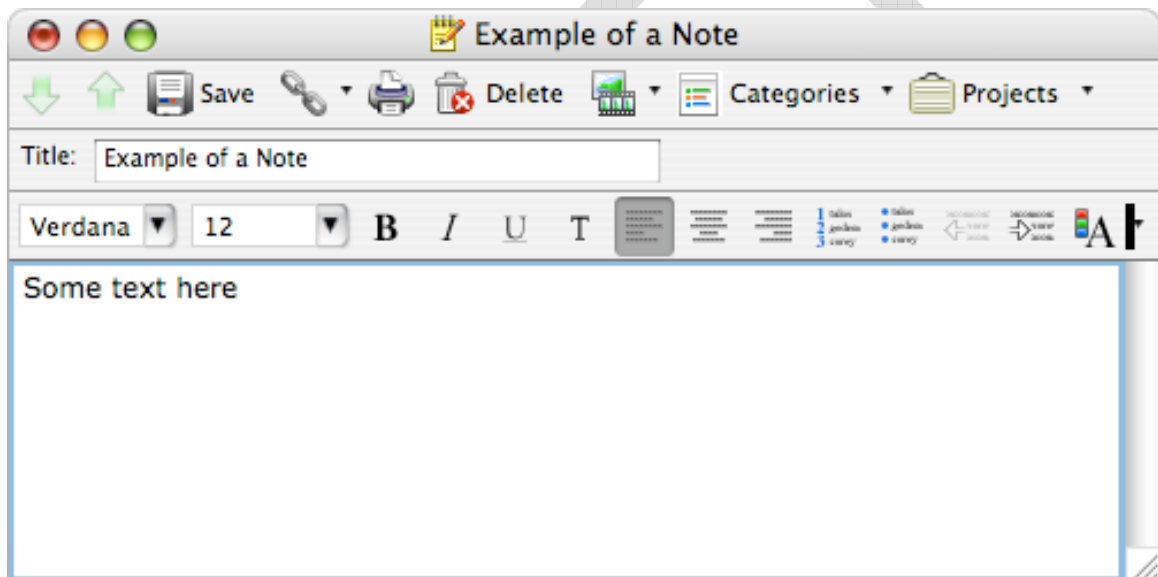 Example of a Note
Save Delete Categories Projects
Title: Example of a Note
Verdana 12 B I U T A
Some text here